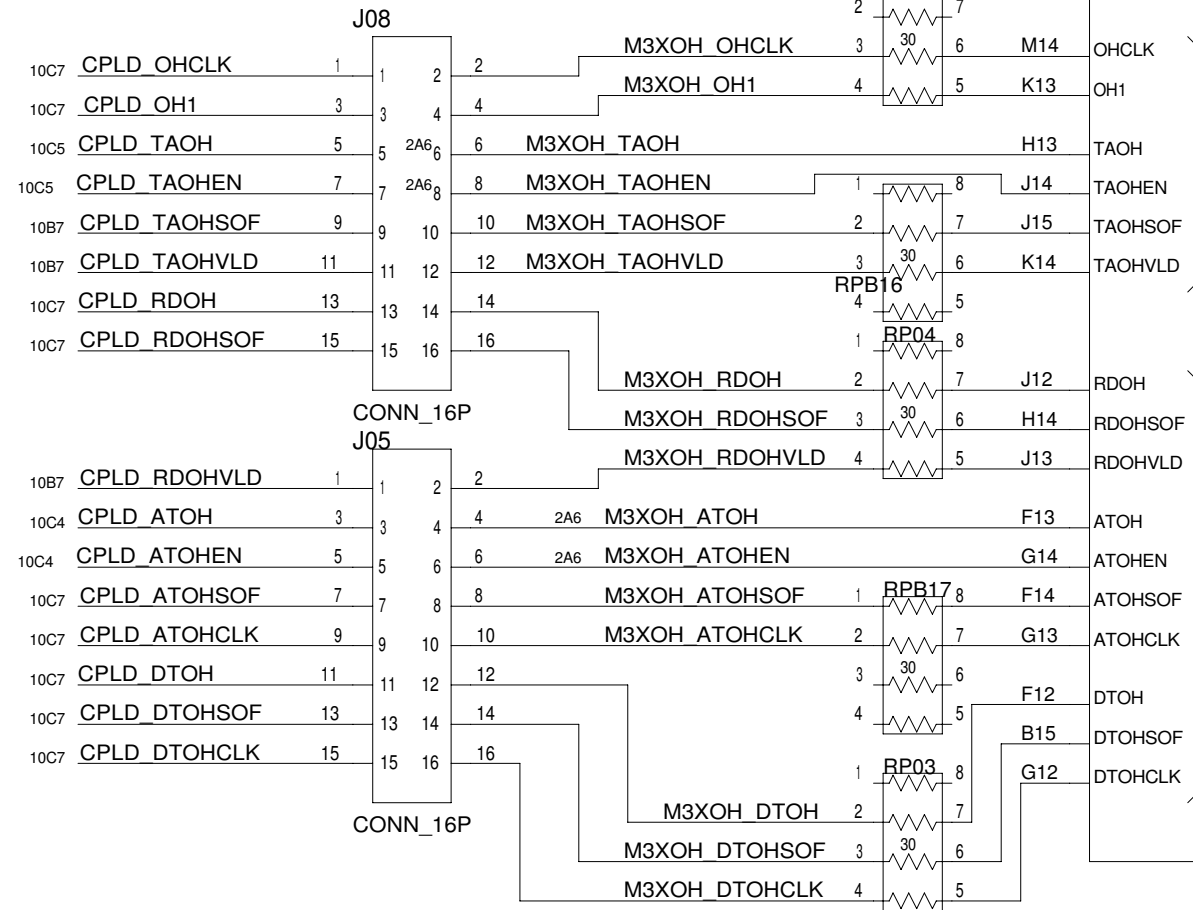 2 7
J08
M3XOH_OHCLK 3 30 6 M14 OHCLK
10C7 CPLD_OHCLK 1 1 2 2
M3XOH_OH1 4 5 K13 OH1
10C7 CPLD_OH1 3 3 4 4
10C5 CPLD_TAOH 5 5 2A6 6 6 M3XOH_TAOH H13 TAOH
10C5 CPLD_TAOHEN 7 7 2A6 8 8 M3XOH_TAOHEN 1 8 J14 TAOHEN
10B7 CPLD_TAOHSOF 9 9 10 10 M3XOH_TAOHSOF 2 7 J15 TAOHSOF
10B7 CPLD_TAOHVLD 11 11 12 12 M3XOH_TAOHVLD 3 30 6 K14 TAOHVLD
RPB16
10C7 CPLD_RDOH 13 13 14 14 4 5
10C7 CPLD_RDOHSOF 15 15 16 16 1 RP04 8
M3XOH_RDOH 2 7 J12 RDOH
CONN_16P M3XOH_RDOHSOF 3 30 6 H14 RDOHSOF
J05
M3XOH_RDOHVLD 4 5 J13 RDOHVLD
10B7 CPLD_RDOHVLD 1 1 2 2
10C4 CPLD_ATOH 3 3 4 4 2A6 M3XOH_ATOH F13 ATOH
10C4 CPLD_ATOHEN 5 5 6 6 2A6 M3XOH_ATOHEN G14 ATOHEN
10C7 CPLD_ATOHSOF 7 7 8 8 M3XOH_ATOHSOF 1 RPB17 8 F14 ATOHSOF
10C7 CPLD_ATOHCLK 9 9 10 10 M3XOH_ATOHCLK 2 7 G13 ATOHCLK
10C7 CPLD_DTOH 11 11 12 12 3 30 6
F12 DTOH
10C7 CPLD_DTOHSOF 13 13 14 14 4 5
B15 DTOHSOF
10C7 CPLD_DTOHCLK 15 15 16 16 1 RP03 8 G12 DTOHCLK
CONN_16P M3XOH_DTOH 2 7
M3XOH_DTOHSOF 3 30 6
M3XOH_DTOHCLK 4 5